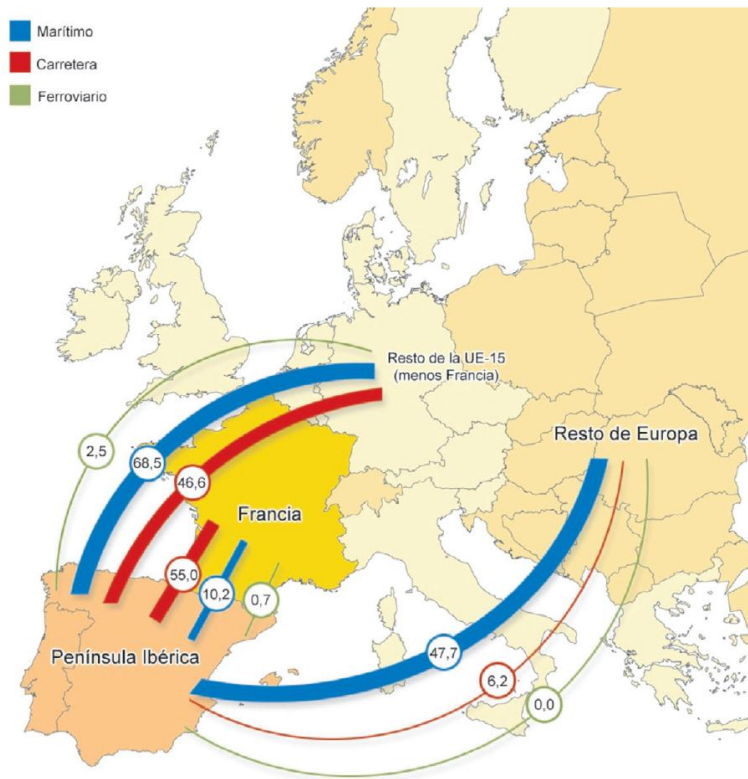 Marítimo
Carretera
Ferroviario
Resto de la UE-15
(menos Francia)
2,5
68,5
Resto de Europa
46,6
Francia
55,0
10,2
0,7
Península Ibérica
47,7
6,2
0,0